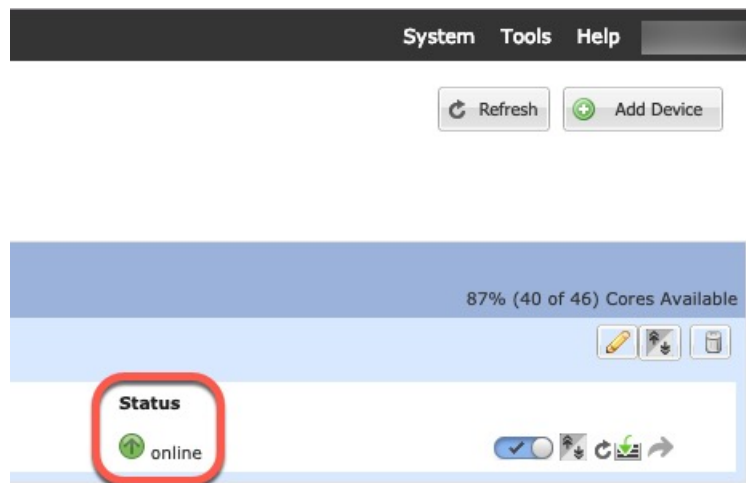 System Tools Help
Refresh Add Device
87% (40 of 46) Cores Available
Status
online